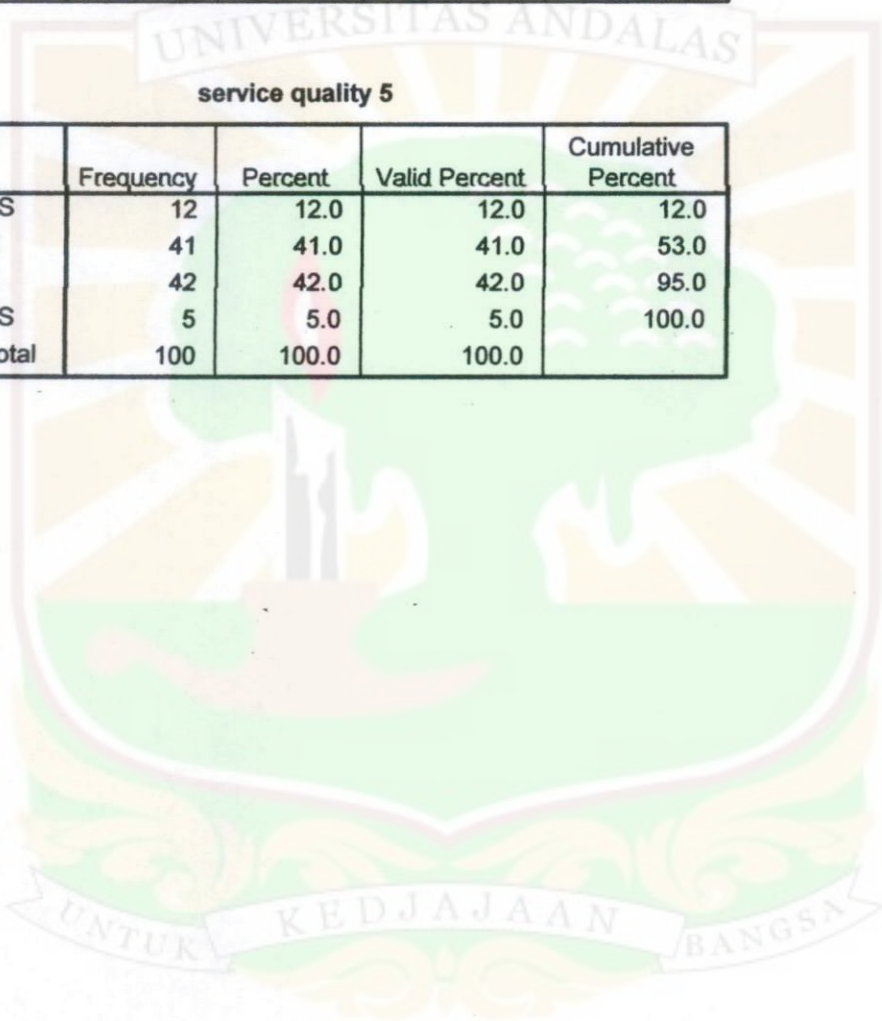 UNIVERSITAS ANDALAS
service quality 5
Frequency Percent Valid Percent Cumulative Percent
S 12 12.0 12.0 12.0
41 41.0 41.0 53.0
42 42.0 42.0 95.0
S 5 5.0 5.0 100.0
otal 100 100.0 100.0
UNTUK KEDJAJAAN BANGSA